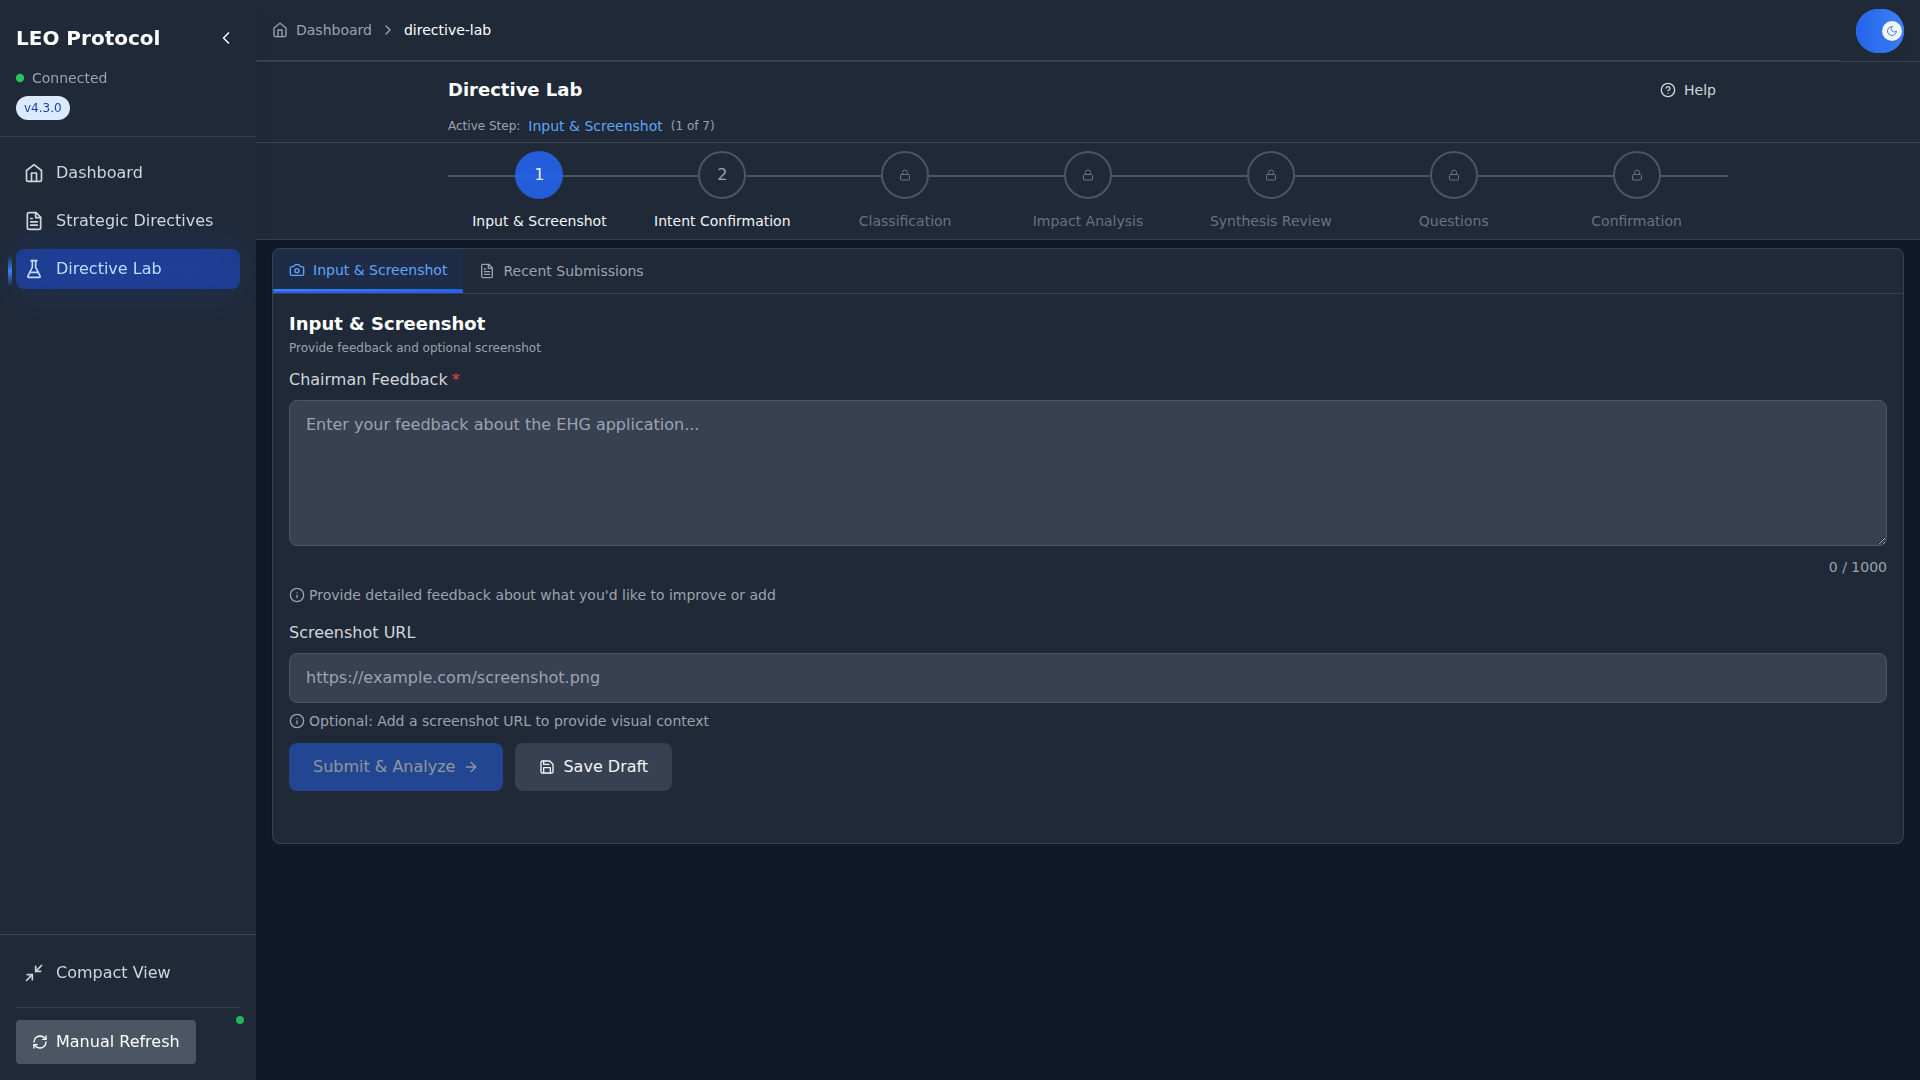 LEO Protocol
Connected
v4.3.0
Dashboard
Strategic Directives
Directive Lab
Compact View
Manual Refresh
Dashboard directive-lab
Directive Lab
Help
Active Step: Input & Screenshot (1 of 7)
1
2
Input & Screenshot
Intent Confirmation
Classification
Impact Analysis
Synthesis Review
Questions
Confirmation
Input & Screenshot
Recent Submissions
Input & Screenshot
Provide feedback and optional screenshot
Chairman Feedback *
Enter your feedback about the EHG application...
0 / 1000
Provide detailed feedback about what you'd like to improve or add
Screenshot URL
https://example.com/screenshot.png
Optional: Add a screenshot URL to provide visual context
Submit & Analyze
Save Draft